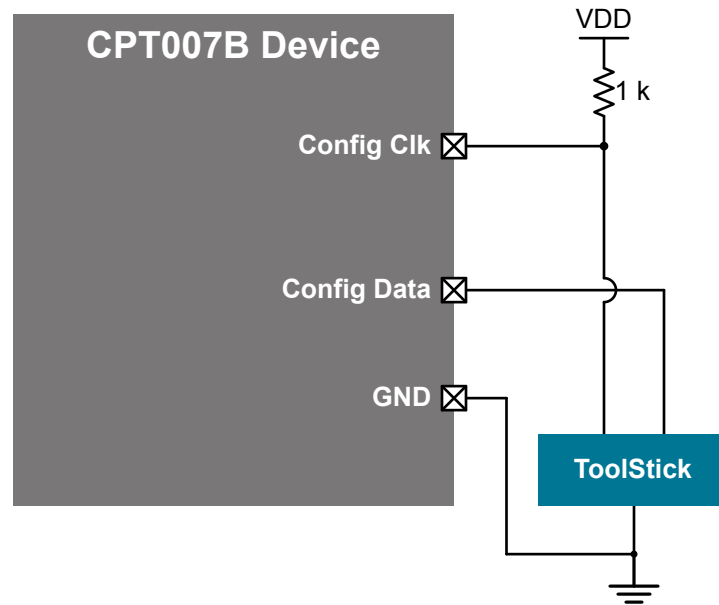 CPT007B Device
VDD
1 k
Config Clk
Config Data
GND
ToolStick